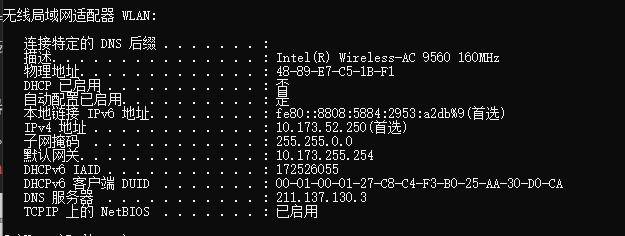 无线局域网适配器 WLAN:
连接特定的 DNS 后缀 . . . . . . . :
描述. . . . . . . . . . . . . . . : Intel(R) Wireless-AC 9560 160MHz
物理地址. . . . . . . . . . . . . : 48-89-E7-C5-1B-F1
DHCP 已启用 . . . . . . . . . . . : 否
自动配置已启用. . . . . . . . . . : 是
本地链接 IPv6 地址. . . . . . . . : fe80::8808:5884:2953:a2db%9(首选)
IPv4 地址 . . . . . . . . . . . . : 10.173.52.250(首选)
子网掩码 . . . . . . . . . . . . : 255.255.0.0
默认网关. . . . . . . . . . . . . : 10.173.255.254
DHCPv6 IAID . . . . . . . . . . . : 172526055
DHCPv6 客户端 DUID . . . . . . . : 00-01-00-01-27-C8-C4-F3-B0-25-AA-30-D0-CA
DNS 服务器 . . . . . . . . . . . : 211.137.130.3
TCPIP 上的 NetBIOS . . . . . . . : 已启用